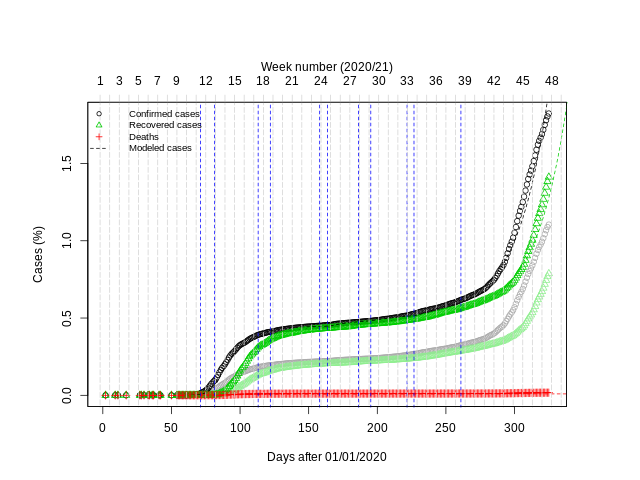 Week number (2020/21)
1 3 5 7 9 12 15 18 21 24 27 30 33 36 39 42 45 48
Confirmed cases
Recovered cases
Deaths
Modeled cases
Cases (%)
1.5
1.0
0.5
0.0
0 50 100 150 200 250 300
Days after 01/01/2020